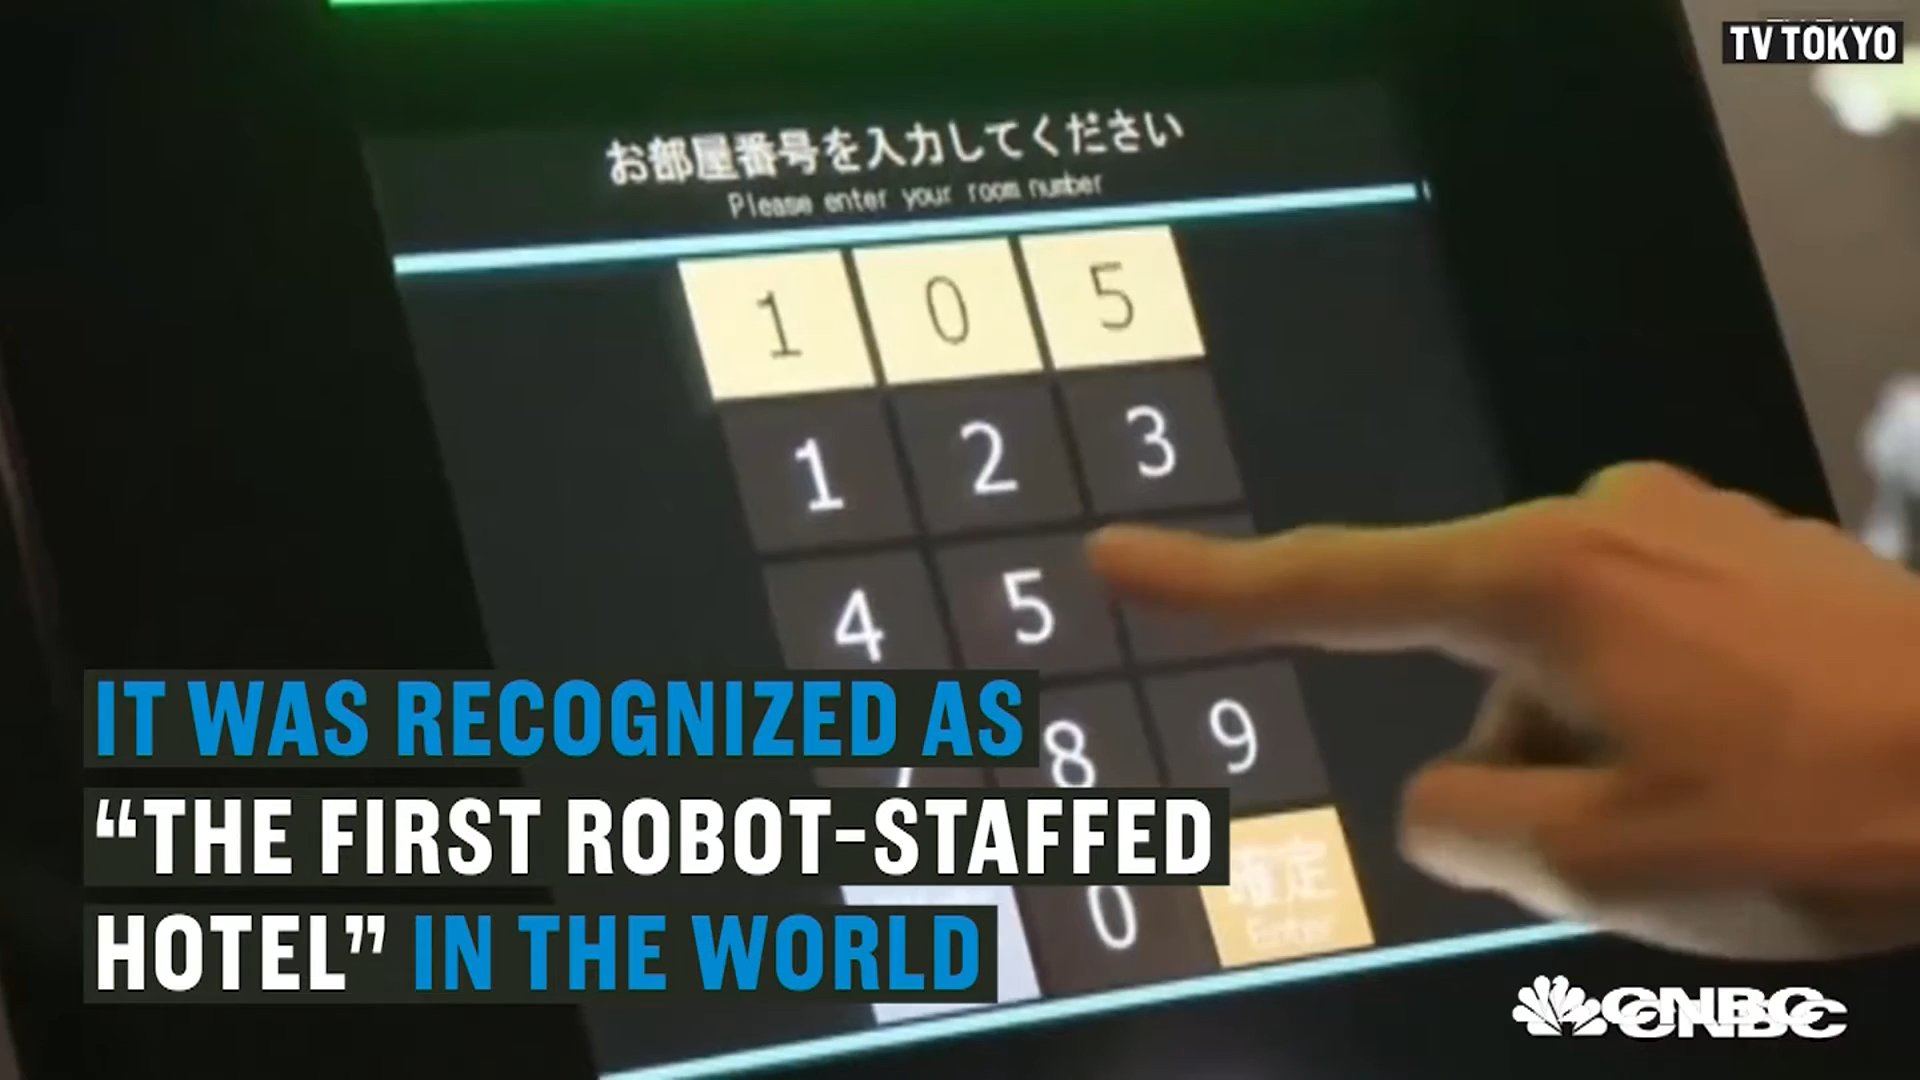 TV TOKYO
お部屋番号を入力してください
Please enter your room number
1 0 5
1 2 3
4 5
7 8 9
0 確定
Enter
IT WAS RECOGNIZED AS
“THE FIRST ROBOT-STAFFED
HOTEL” IN THE WORLD
CNBC